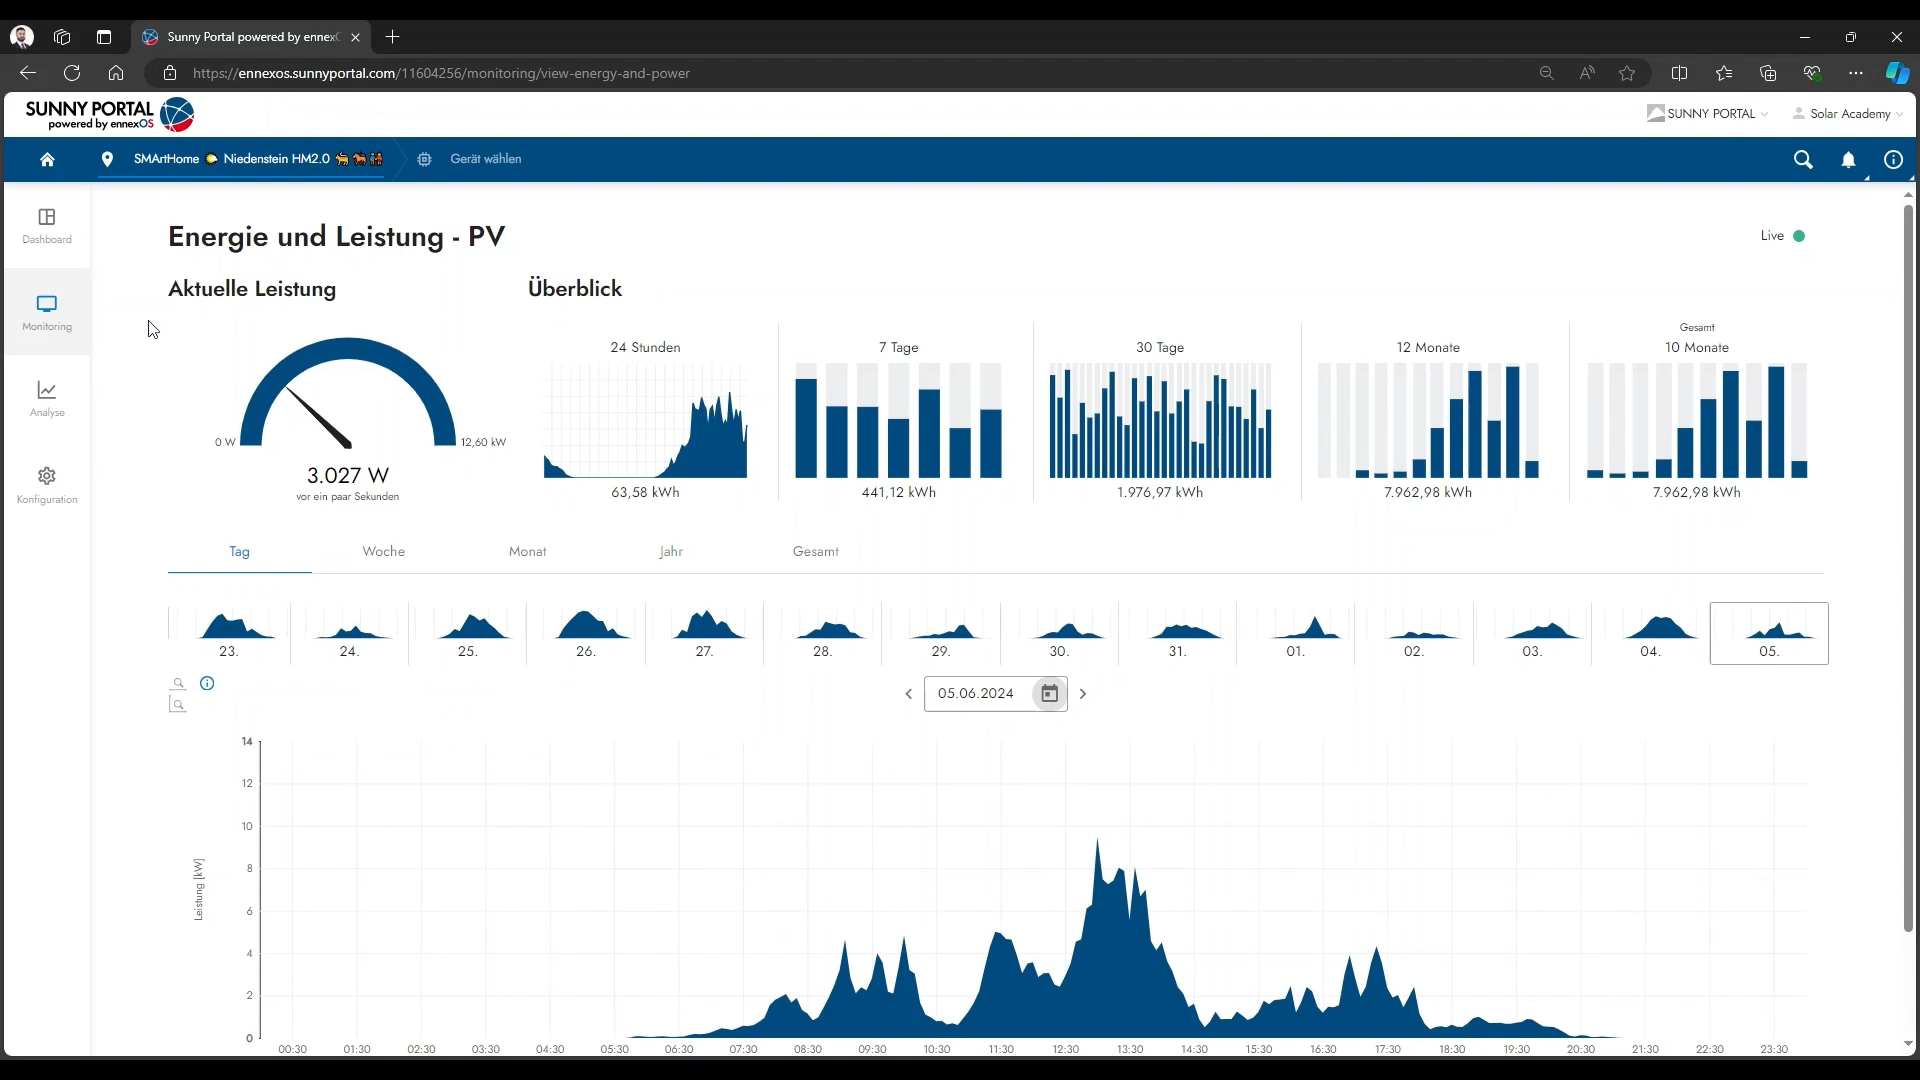 Sunny Portal powered by ennexO
https://ennexos.sunnyportal.com/11604256/monitoring/view-energy-and-power
SUNNY PORTAL
powered by ennexOS
SUNNY PORTAL
Solar Academy
SMArtHome Niedenstein HM2.0
Gerät wählen
Dashboard
Monitoring
Analyse
Konfiguration
Energie und Leistung - PV
Live
Aktuelle Leistung
0 W
12,60 kW
3.027 W
vor ein paar Sekunden
Überblick
24 Stunden
63,58 kWh
7 Tage
441,12 kWh
30 Tage
1.976,97 kWh
12 Monate
7.962,98 kWh
Gesamt
10 Monate
7.962,98 kWh
Tag Woche Monat Jahr Gesamt
23. 24. 25. 26. 27. 28. 29. 30. 31. 01. 02. 03. 04. 05.
05.06.2024
Leistung [kW]
14
12
10
8
6
4
2
0
00:30 01:30 02:30 03:30 04:30 05:30 06:30 07:30 08:30 09:30 10:30 11:30 12:30 13:30 14:30 15:30 16:30 17:30 18:30 19:30 20:30 21:30 22:30 23:30